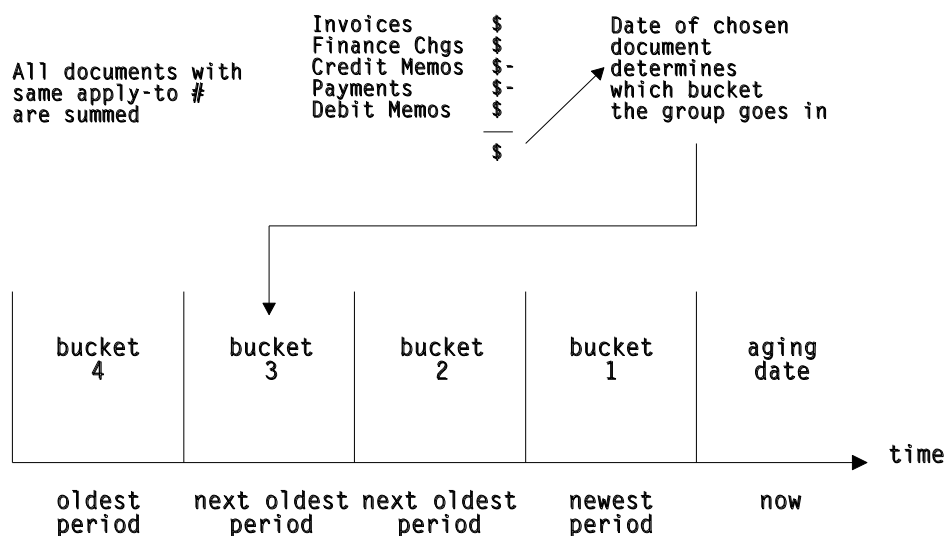 All documents with
same apply-to #
are summed
Invoices $
Finance Chgs $
Credit Memos $-
Payments $-
Debit Memos $
$
Date of chosen
document
determines
which bucket
the group goes in
bucket
4
bucket
3
bucket
2
bucket
1
aging
date
time
oldest
period
next oldest
period
next oldest
period
newest
period
now